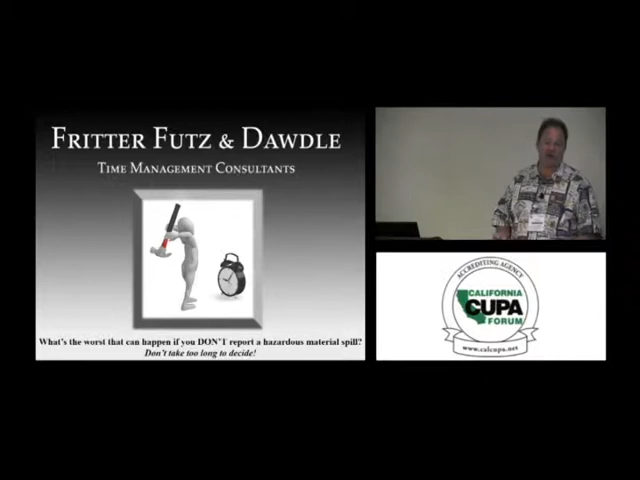 FRITTER FUTZ & DAWDLE
TIME MANAGEMENT CONSULTANTS
What's the worst that can happen if you DON'T report a hazardous material spill?
Don't take too long to decide!
ACCREDITING AGENCY
CALIFORNIA
CUPA
FORUM
www.calcupa.net